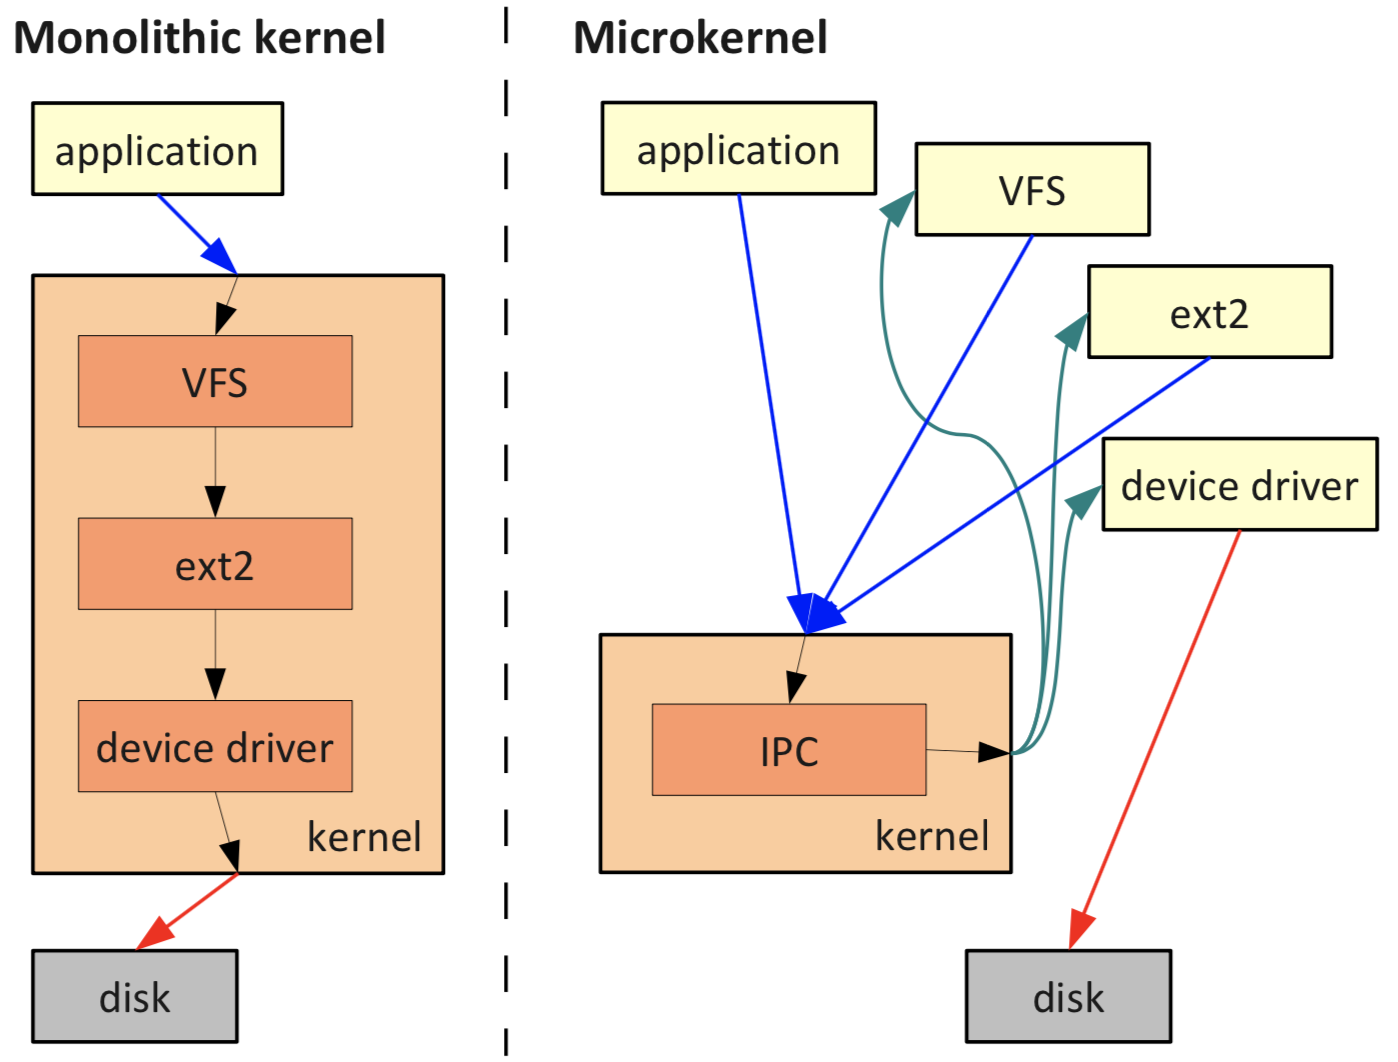 Monolithic kernel
application
VFS
ext2
device driver
kernel
disk
Microkernel
application
VFS
ext2
device driver
IPC
kernel
disk